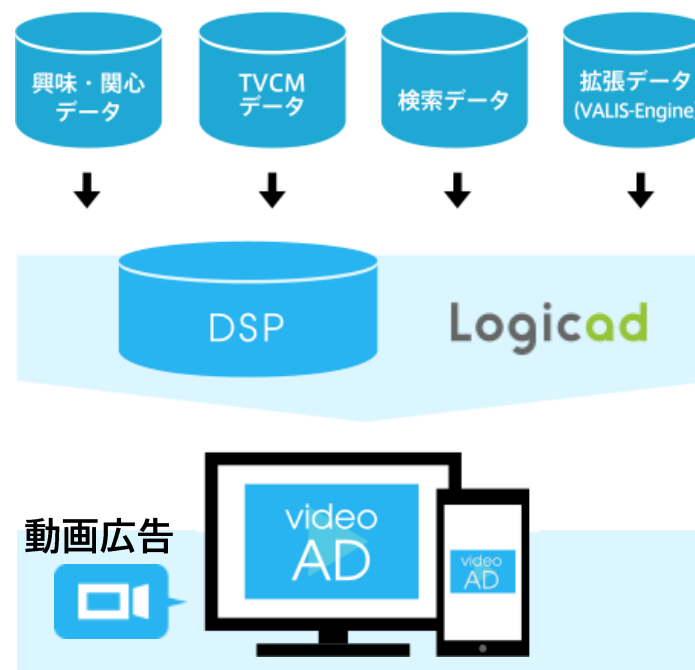 興味・関心
データ
TVCM
データ
検索データ
拡張データ
(VALIS-Engine)
DSP
Logicad
動画広告
video
AD
video
AD